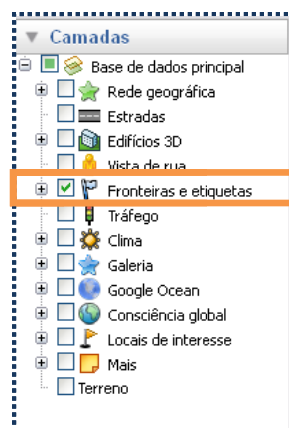 Camadas
Base de dados principal
Rede geográfica
Estradas
Edifícios 3D
Vista de rua
Fronteiras e etiquetas
Tráfego
Clima
Galeria
Google Ocean
Consciência global
Locais de interesse
Mais
Terreno